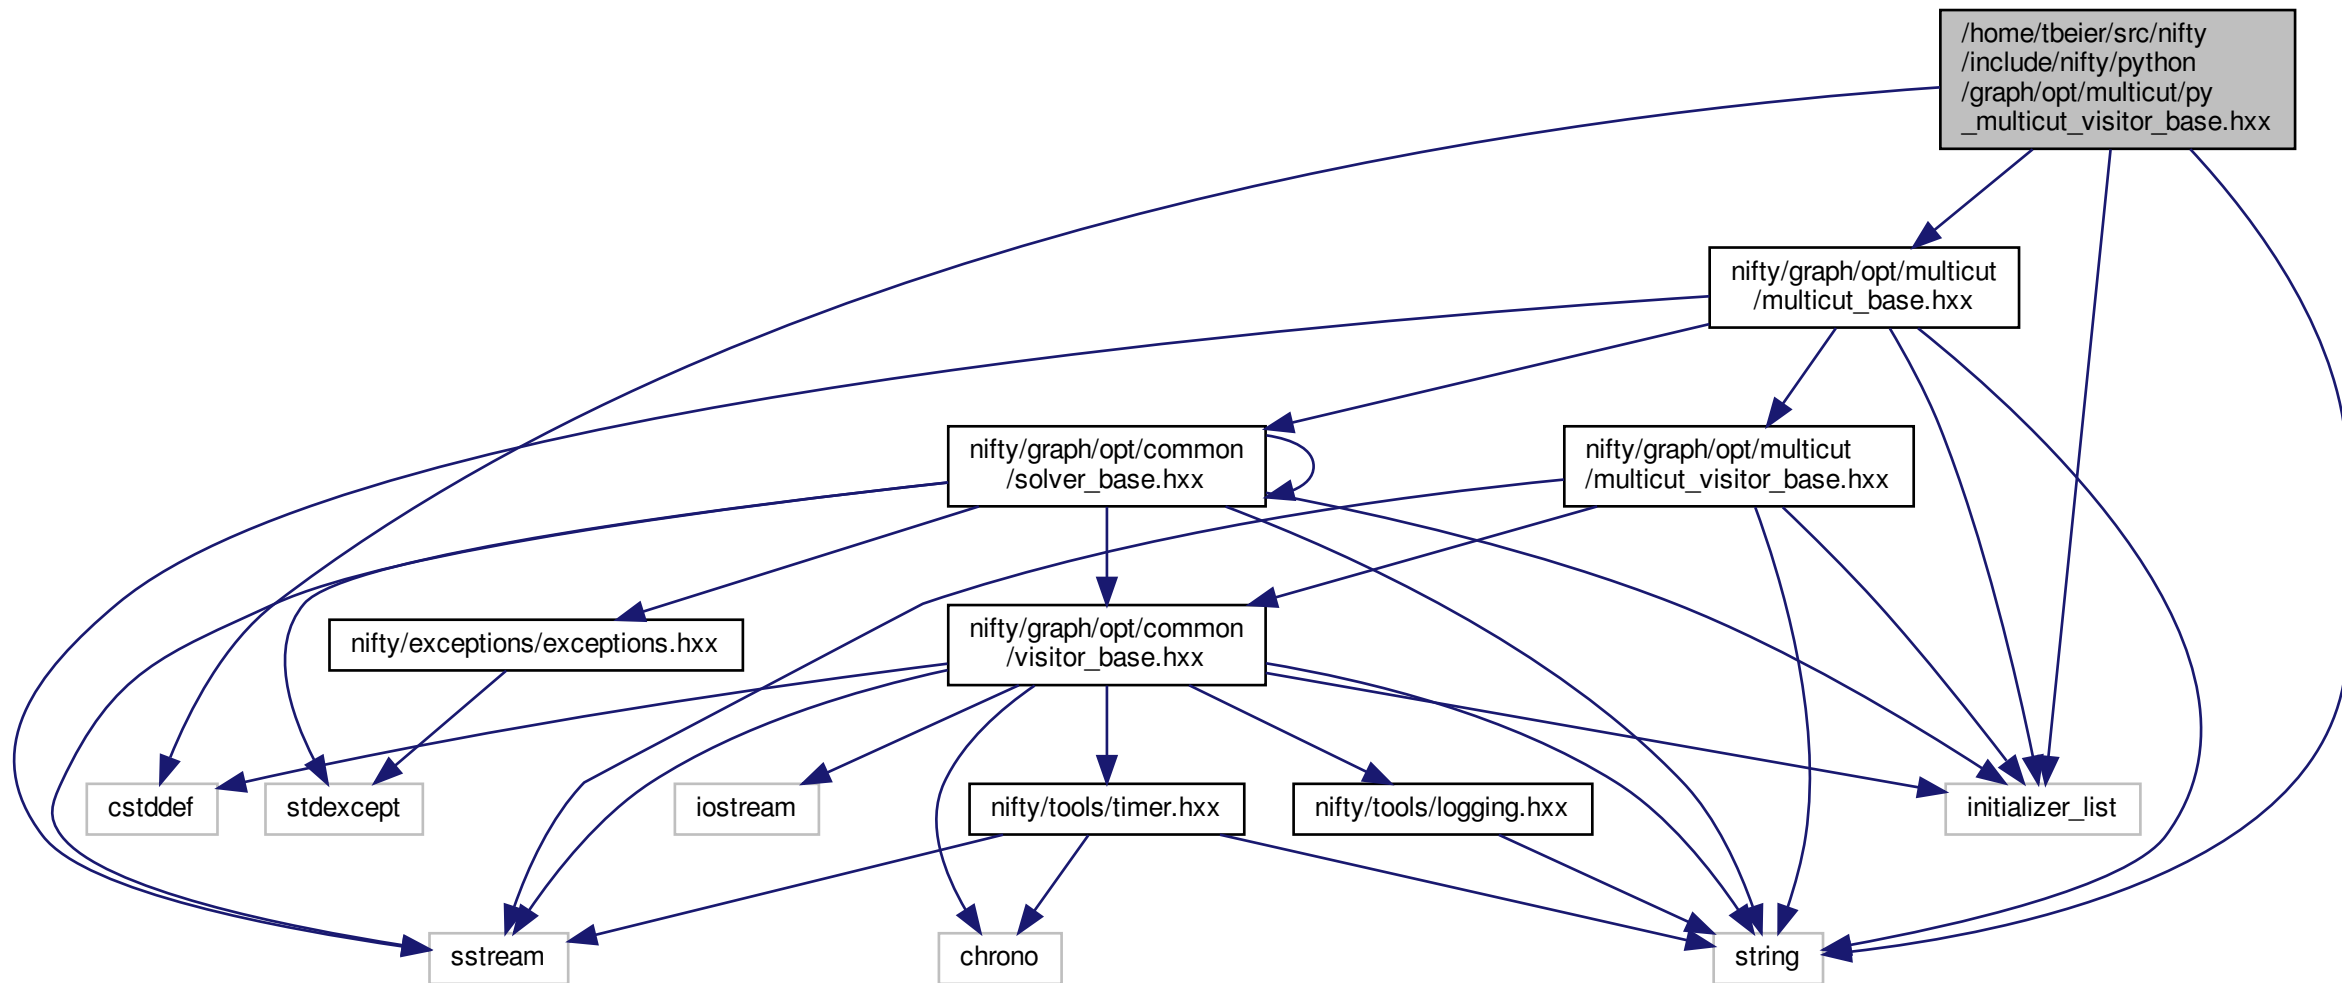 /home/tbeier/src/nifty
/include/nifty/python
/graph/opt/multicut/py
_multicut_visitor_base.hxx
nifty/graph/opt/multicut
/multicut_base.hxx
nifty/graph/opt/common
/solver_base.hxx
nifty/graph/opt/multicut
/multicut_visitor_base.hxx
nifty/exceptions/exceptions.hxx
nifty/graph/opt/common
/visitor_base.hxx
cstddef
stdexcept
iostream
nifty/tools/timer.hxx
nifty/tools/logging.hxx
initializer_list
sstream
chrono
string